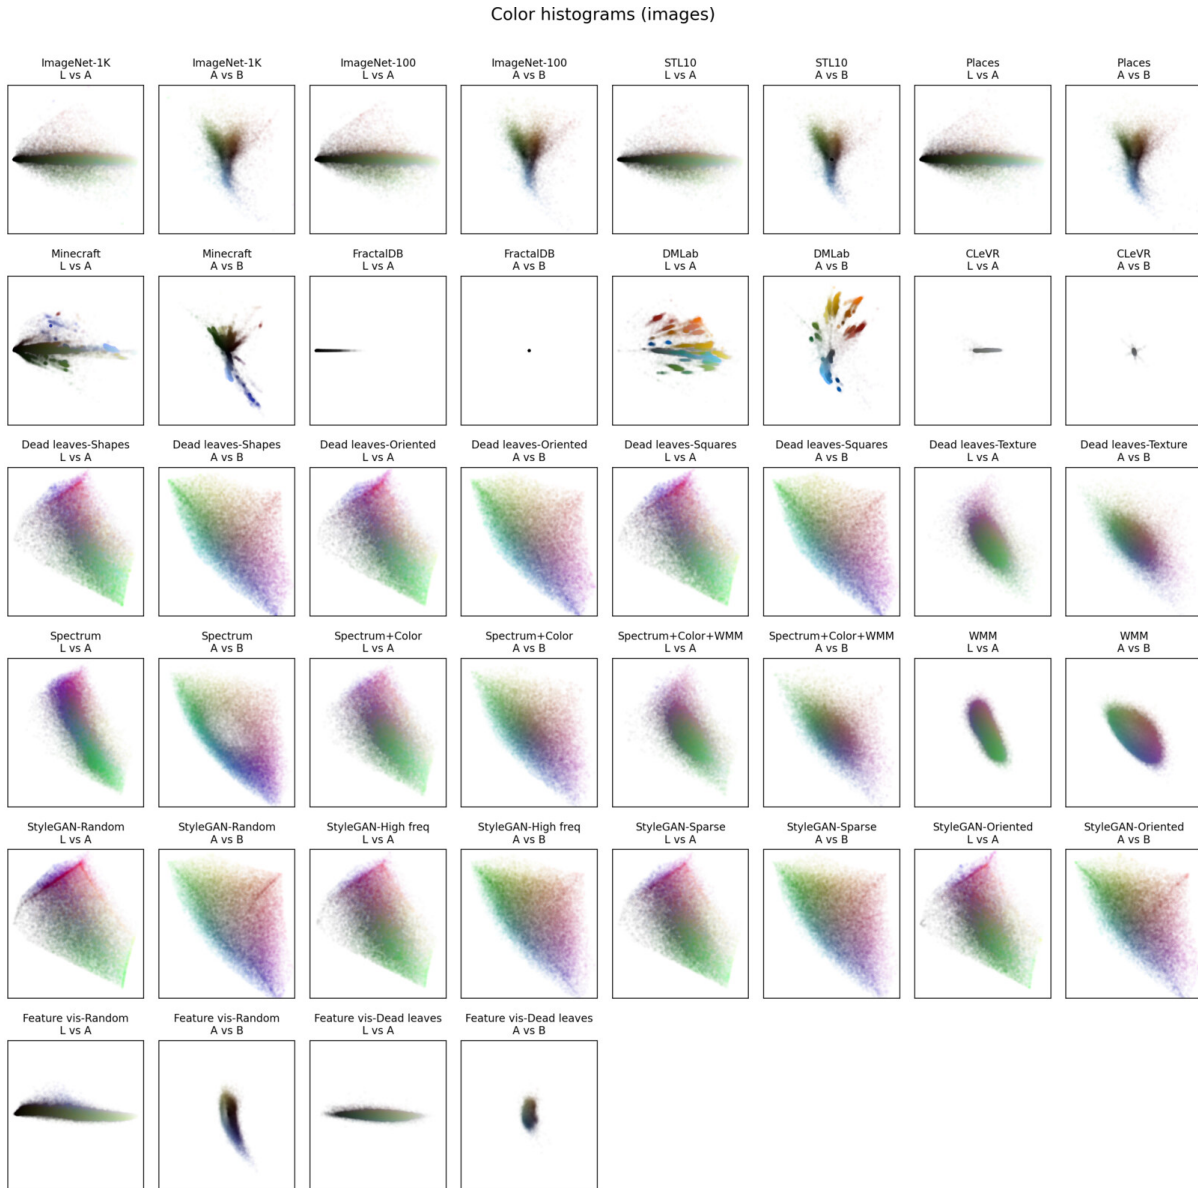 Color histograms (images)
ImageNet-1K
L vs A
ImageNet-1K
A vs B
ImageNet-100
L vs A
ImageNet-100
A vs B
STL10
L vs A
STL10
A vs B
Places
L vs A
Places
A vs B
Minecraft
L vs A
Minecraft
A vs B
FractalDB
L vs A
FractalDB
A vs B
DMLab
L vs A
DMLab
A vs B
CLeVR
L vs A
CLeVR
A vs B
Dead leaves-Shapes
L vs A
Dead leaves-Shapes
A vs B
Dead leaves-Oriented
L vs A
Dead leaves-Oriented
A vs B
Dead leaves-Squares
L vs A
Dead leaves-Squares
A vs B
Dead leaves-Texture
L vs A
Dead leaves-Texture
A vs B
Spectrum
L vs A
Spectrum
A vs B
Spectrum+Color
L vs A
Spectrum+Color
A vs B
Spectrum+Color+WMM
L vs A
Spectrum+Color+WMM
A vs B
WMM
L vs A
WMM
A vs B
StyleGAN-Random
L vs A
StyleGAN-Random
A vs B
StyleGAN-High freq
L vs A
StyleGAN-High freq
A vs B
StyleGAN-Sparse
L vs A
StyleGAN-Sparse
A vs B
StyleGAN-Oriented
L vs A
StyleGAN-Oriented
A vs B
Feature vis-Random
L vs A
Feature vis-Random
A vs B
Feature vis-Dead leaves
L vs A
Feature vis-Dead leaves
A vs B